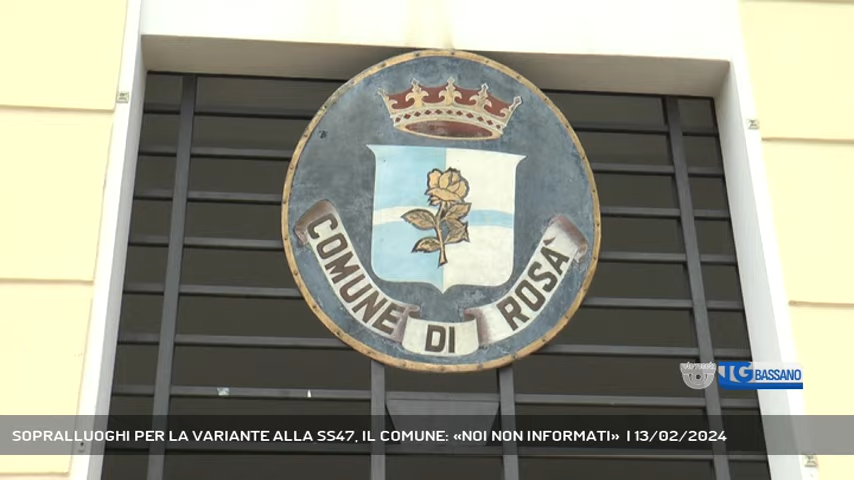 COMUNE DI ROSÀ
TG BASSANO
SOPRALLUOGHI PER LA VARIANTE ALLA SS47, IL COMUNE: «NOI NON INFORMATI» | 13/02/2024